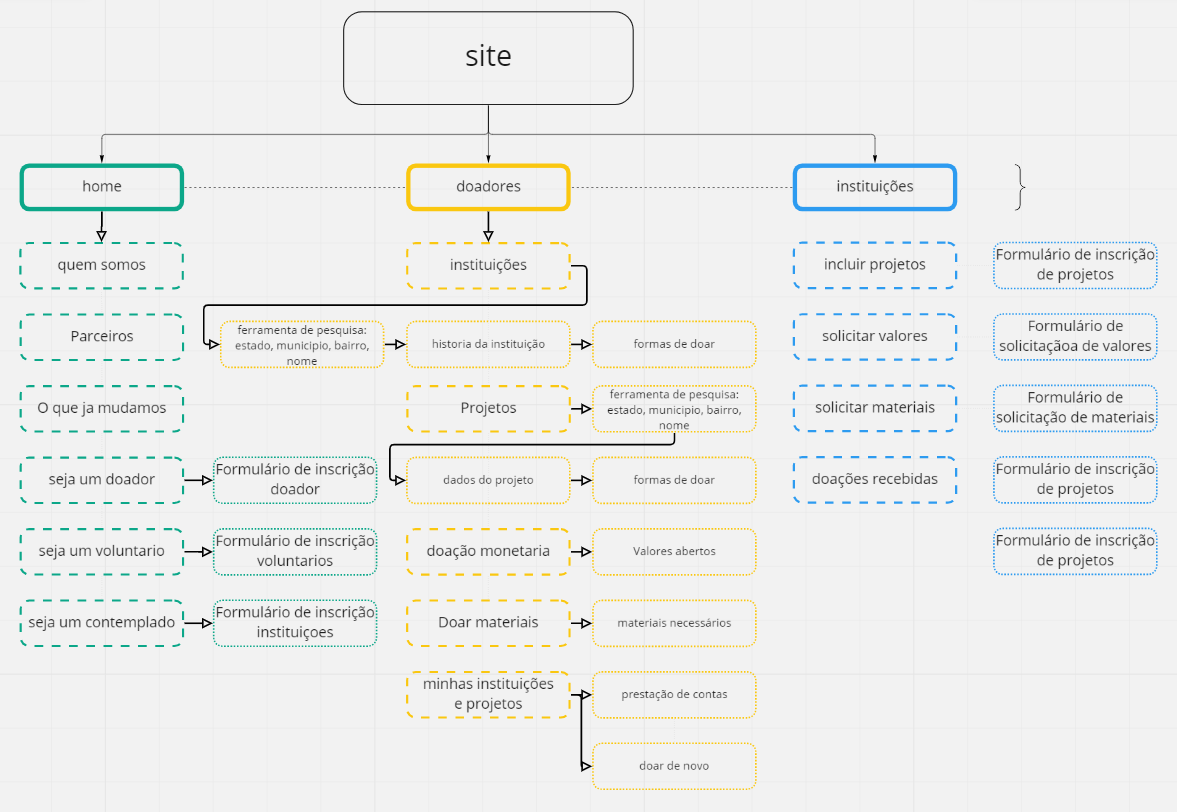 site
home
doadores
instituições
quem somos
instituições
incluir projetos
Formulário de inscrição
de projetos
Parceiros
ferramenta de pesquisa:
estado, municipio, bairro,
nome
historia da instituição
formas de doar
solicitar valores
Formulário de
solicitaçãoa de valores
O que ja mudamos
Projetos
ferramenta de pesquisa:
estado, municipio, bairro,
nome
solicitar materiais
Formulário de
solicitação de materiais
seja um doador
Formulário de inscrição
doador
dados do projeto
formas de doar
doações recebidas
Formulário de inscrição
de projetos
seja um voluntario
Formulário de inscrição
voluntarios
doação monetaria
Valores abertos
Formulário de inscrição
de projetos
seja um contemplado
Formulário de inscrição
instituiçoes
Doar materiais
materiais necessários
minhas instituições
e projetos
prestação de contas
doar de novo